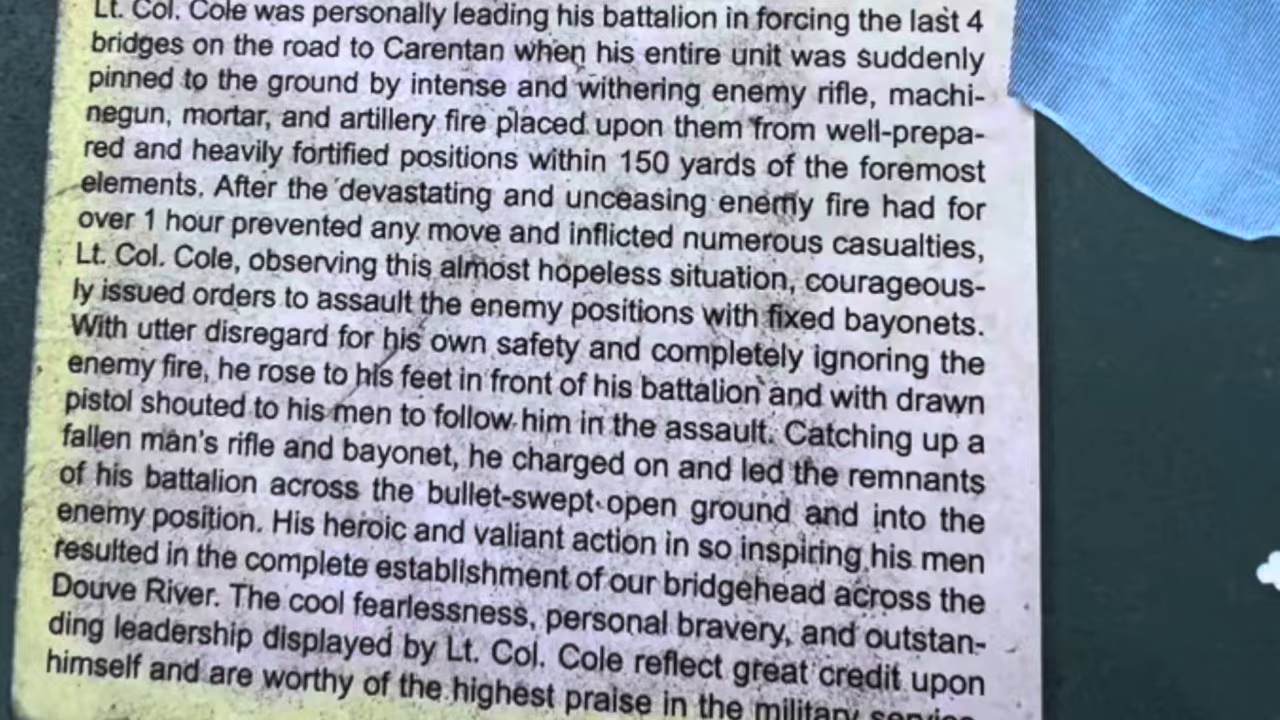 Lt. Col. Cole was personally leading his battalion in forcing the last 4
bridges on the road to Carentan when his entire unit was suddenly
pinned to the ground by intense and withering enemy rifle, machi-
negun, mortar, and artillery fire placed upon them from well-prepa-
red and heavily fortified positions within 150 yards of the foremost
elements. After the devastating and unceasing enemy fire had for
over 1 hour prevented any move and inflicted numerous casualties,
Lt. Col. Cole, observing this almost hopeless situation, courageous-
ly issued orders to assault the enemy positions with fixed bayonets.
With utter disregard for his own safety and completely ignoring the
enemy fire, he rose to his feet in front of his battalion and with drawn
pistol shouted to his men to follow him in the assault. Catching up a
fallen man's rifle and bayonet, he charged on and led the remnants
of his battalion across the bullet-swept open ground and into the
enemy position. His heroic and valiant action in so inspiring his men
resulted in the complete establishment of our bridgehead across the
Douve River. The cool fearlessness, personal bravery, and outstan-
ding leadership displayed by Lt. Col. Cole reflect great credit upon
himself and are worthy of the highest praise in the military service.